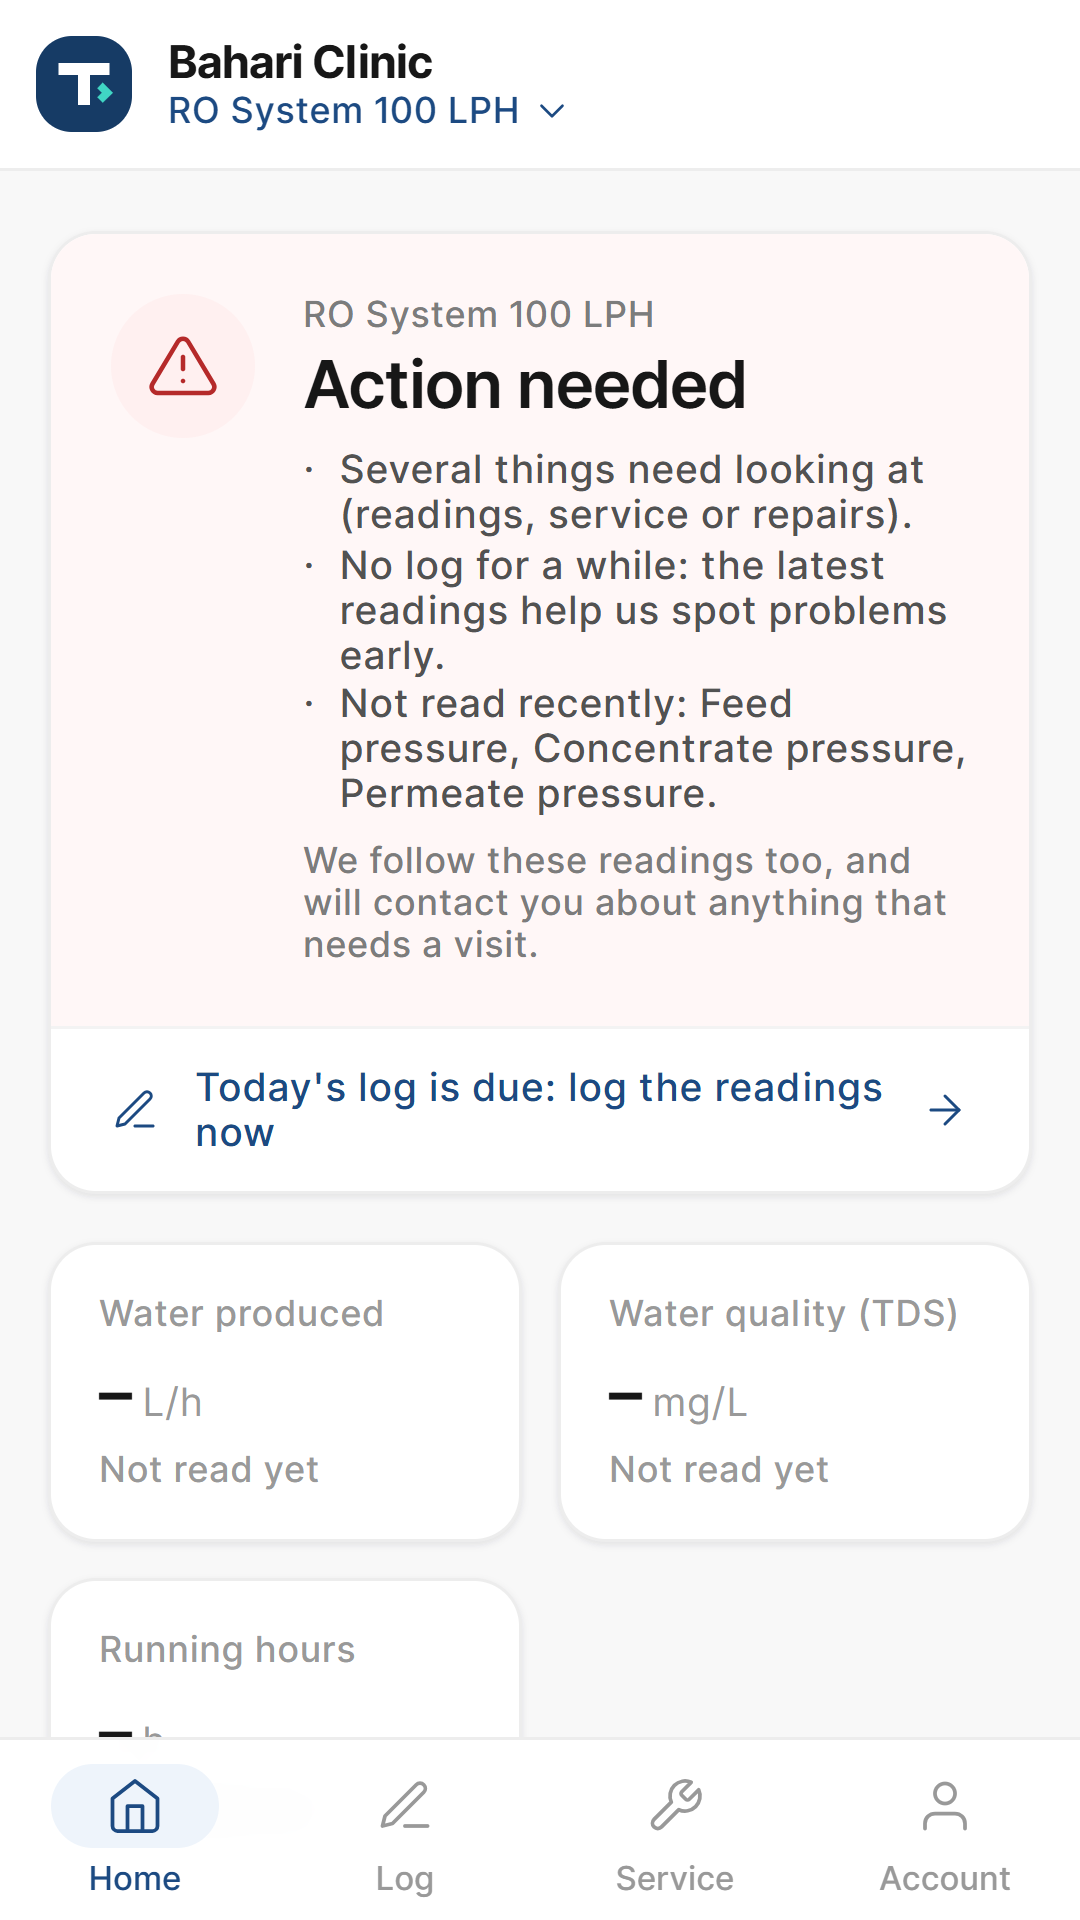 Bahari Clinic
RO System 100 LPH
RO System 100 LPH
Action needed
· Several things need looking at
(readings, service or repairs).
· No log for a while: the latest
readings help us spot problems
early.
· Not read recently: Feed
pressure, Concentrate pressure,
Permeate pressure.
We follow these readings too, and
will contact you about anything that
needs a visit.
Today's log is due: log the readings
now
Water produced
– L/h
Not read yet
Water quality (TDS)
– mg/L
Not read yet
Running hours
– h
Home
Log
Service
Account